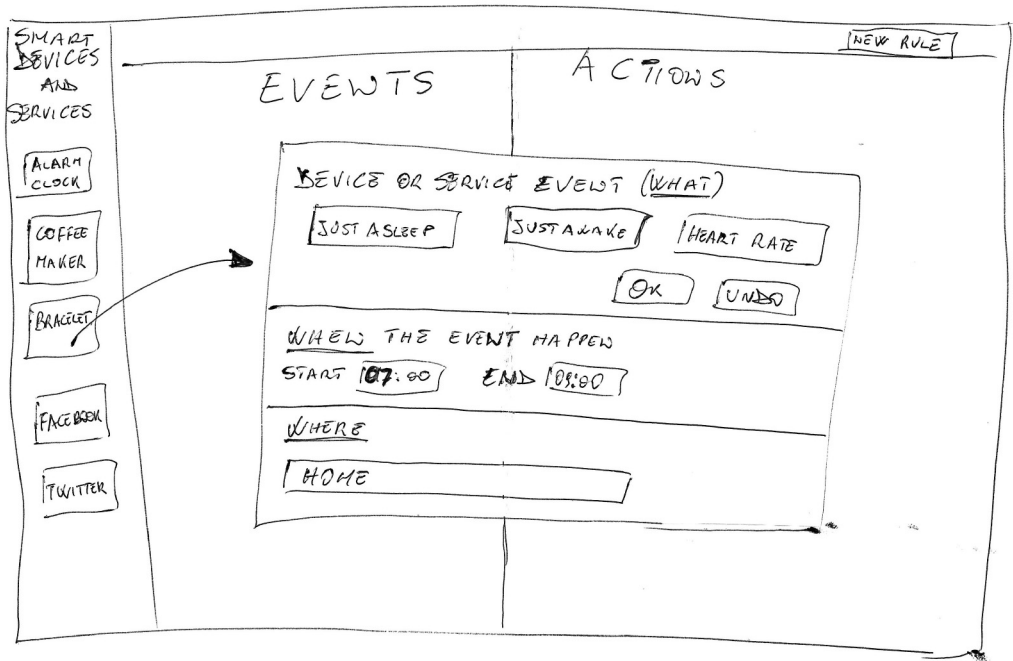 SMART
DEVICES
AND
SERVICES
NEW RULE
EVENTS
ACTIONS
ALARM
CLOCK
COFFEE
MAKER
BRACELET
FACEBOOK
TWITTER
DEVICE OR SERVICE EVENT (WHAT)
JUST ASLEEP
JUST AWAKE
HEART RATE
OK
UNDO
WHEN THE EVENT HAPPEN
START 07:00 END 09:00
WHERE
HOME